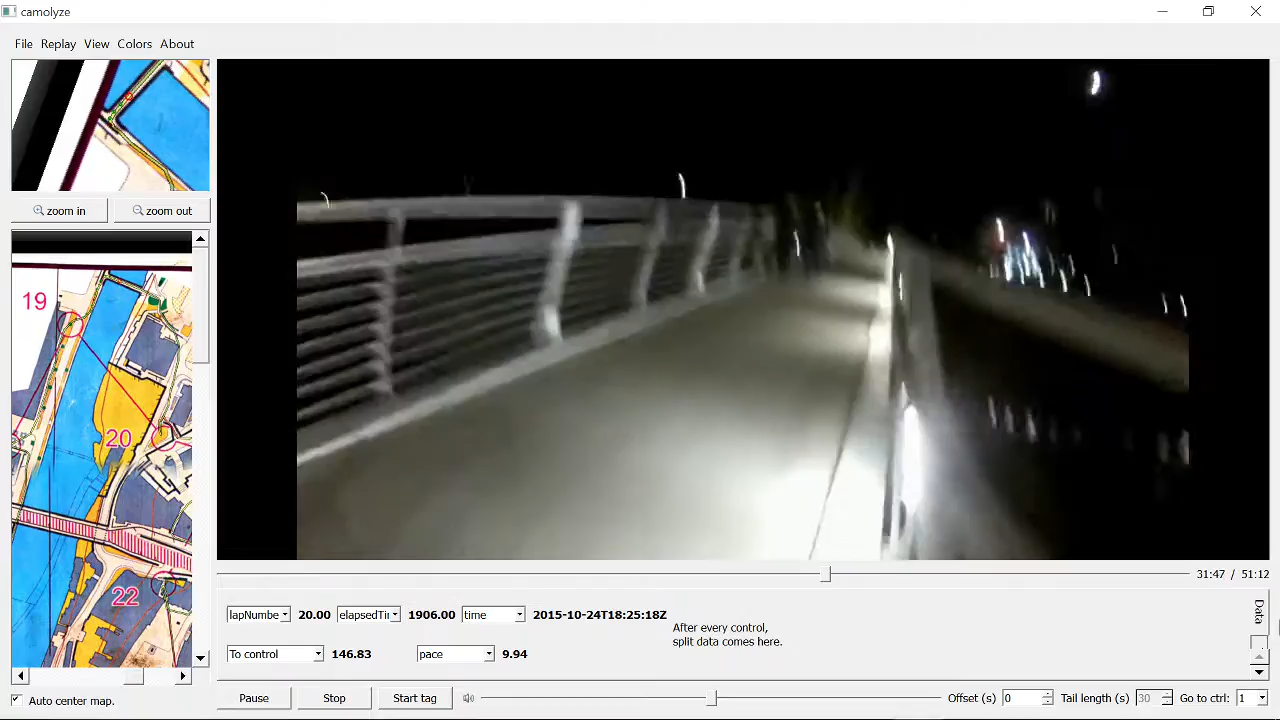 camolyze
File Replay View Colors About
zoom in zoom out
19
20
22
31:47 / 51:12
lapNumbe 20.00 elapsedTi 1906.00 time 2015-10-24T18:25:18Z
After every control,
split data comes here.
To control 146.83 pace 9.94
Data
Auto center map.
Pause Stop Start tag Offset (s) 0 Tail length (s) 30 Go to ctrl: 1